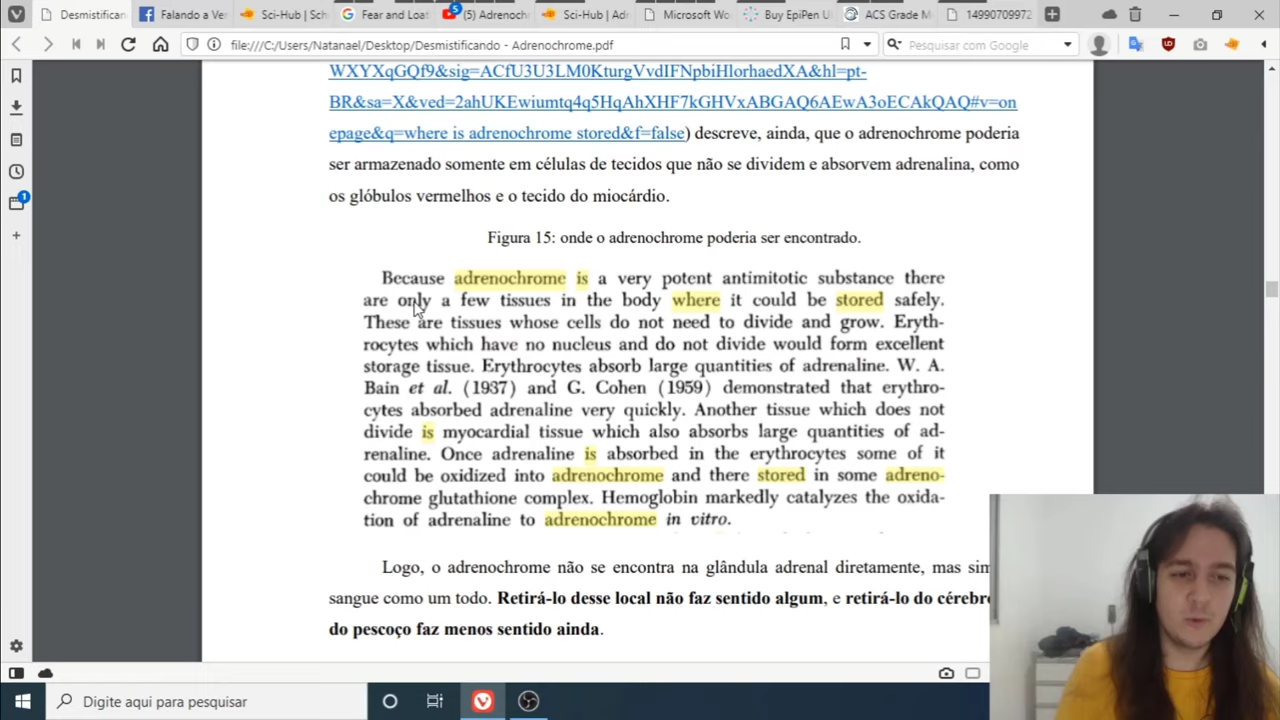 Desmistific
Falando a Ve
Sci-Hub | Sch
Fear and Loat
5
(5) Adrenoch
Sci-Hub | Adr
Microsoft Wo
Buy EpiPen U
ACS Grade M
14990709972
file:///C:/Users/Natanael/Desktop/Desmistificando - Adrenochrome.pdf
Pesquisar com Google
WXYXqGQf9&sig=ACfU3U3LM0KturgVvdIFNpbiHlorhaedXA&hl=pt-
BR&sa=X&ved=2ahUKEwiumtq4q5HqAhXHF7kGHVxABGAQ6AEwA3oECAkQAQ#v=on
epage&q=where is adrenochrome stored&f=false) descreve, ainda, que o adrenochrome poderia
ser armazenado somente em células de tecidos que não se dividem e absorvem adrenalina, como
os glóbulos vermelhos e o tecido do miocárdio.
1
Figura 15: onde o adrenochrome poderia ser encontrado.
Because adrenochrome is a very potent antimitotic substance there
are only a few tissues in the body where it could be stored safely.
These are tissues whose cells do not need to divide and grow. Eryth-
rocytes which have no nucleus and do not divide would form excellent
storage tissue. Erythrocytes absorb large quantities of adrenaline. W. A.
Bain et al. (1937) and G. Cohen (1959) demonstrated that erythro-
cytes absorbed adrenaline very quickly. Another tissue which does not
divide is myocardial tissue which also absorbs large quantities of ad-
renaline. Once adrenaline is absorbed in the erythrocytes some of it
could be oxidized into adrenochrome and there stored in some adreno-
chrome glutathione complex. Hemoglobin markedly catalyzes the oxida-
tion of adrenaline to adrenochrome in vitro.
Logo, o adrenochrome não se encontra na glândula adrenal diretamente, mas sim
sangue como um todo. Retirá-lo desse local não faz sentido algum, e retirá-lo do cérebro
do pescoço faz menos sentido ainda.
Digite aqui para pesquisar